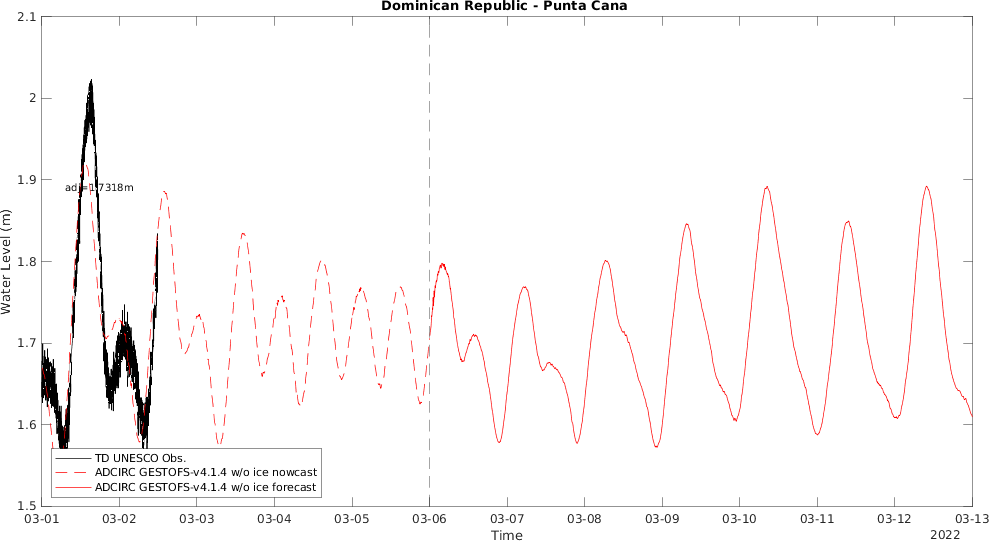 Dominican Republic - Punta Cana
2.1
2
1.9
1.8
1.7
1.6
1.5
Water Level (m)
adj=1.7318m
TD UNESCO Obs.
ADCIRC GESTOFS-v4.1.4 w/o ice nowcast
ADCIRC GESTOFS-v4.1.4 w/o ice forecast
03-01 03-02 03-03 03-04 03-05 03-06 03-07 03-08 03-09 03-10 03-11 03-12 03-13
Time
2022